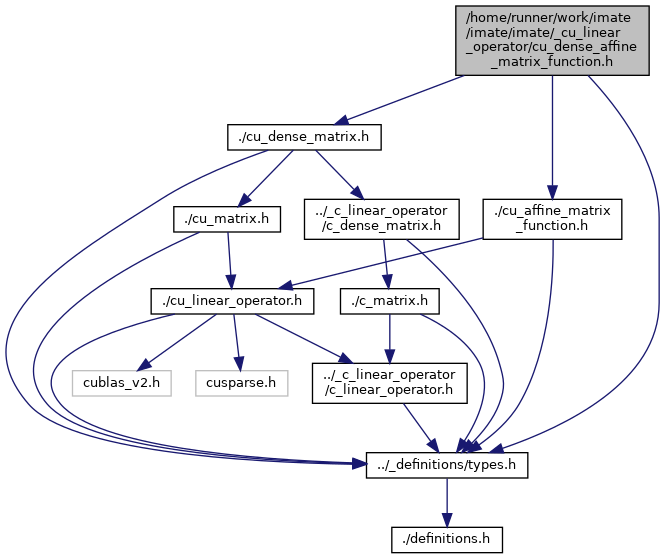 /home/runner/work/imate
/imate/imate/_cu_linear
_operator/cu_dense_affine
_matrix_function.h
./cu_dense_matrix.h
./cu_matrix.h
../_c_linear_operator
/c_dense_matrix.h
./cu_affine_matrix
_function.h
./cu_linear_operator.h
./c_matrix.h
cublas_v2.h
cusparse.h
../_c_linear_operator
/c_linear_operator.h
../_definitions/types.h
./definitions.h